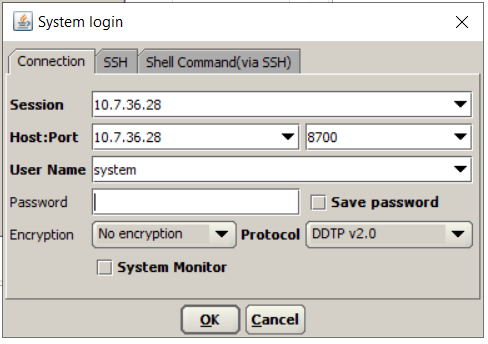 System login
Connection SSH Shell Command(via SSH)
Session 10.7.36.28
Host:Port 10.7.36.28 8700
User Name system
Password Save password
Encryption No encryption Protocol DDTP v2.0
System Monitor
OK Cancel